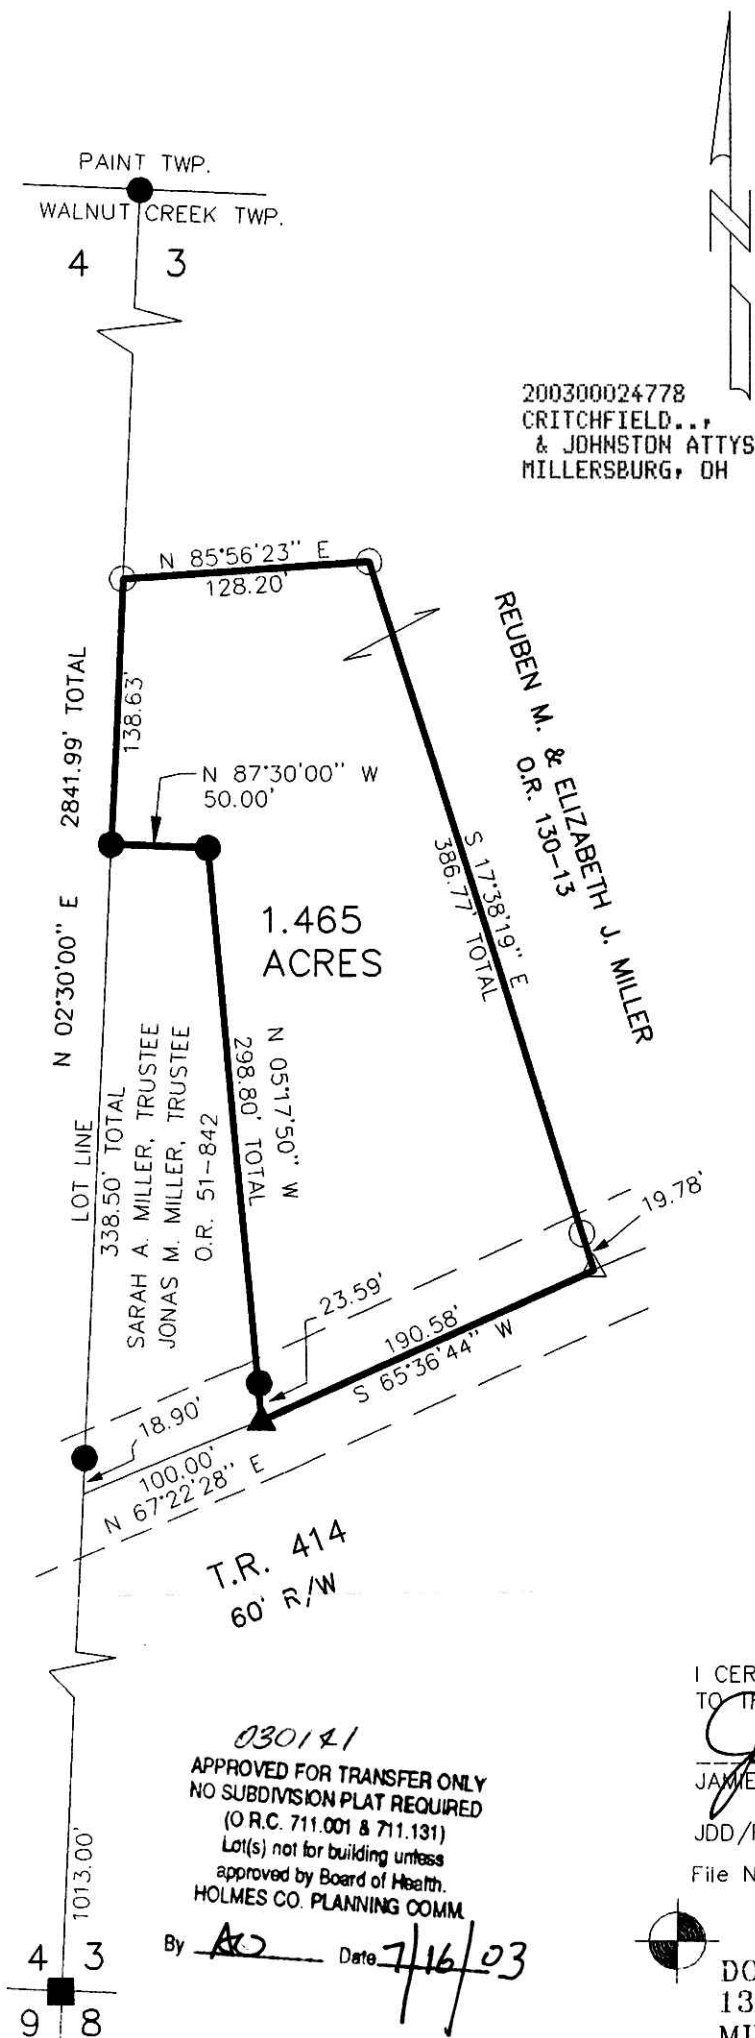 PAINT TWP.
WALNUT CREEK TWP.
4 3
200300024778
CRITCHFIELD..,
& JOHNSTON ATTYS
MILLERSBURG, OH
N 85°56'23" E
128.20'
REUBEN M. & ELIZABETH J. MILLER
O.R. 130-13
2841.99' TOTAL
138.63'
N 87°30'00" W
50.00'
S 17°38'19" E
386.77' TOTAL
1.465
ACRES
N 02°30'00" E
N 05°17'50" W
298.80' TOTAL
LOT LINE
338.50' TOTAL
SARAH A. MILLER, TRUSTEE
JONAS M. MILLER, TRUSTEE
O.R. 51-842
19.78'
23.59'
190.58'
S 65°36'44" W
18.90'
100.00'
N 67°22'28" E
T.R. 414
60' R/W
I CER
TO TH
JAMIE
JDD/
File N
030141
APPROVED FOR TRANSFER ONLY
NO SUBDIVISION PLAT REQUIRED
(O R.C. 711.001 & 711.131)
Lot(s) not for building unless
approved by Board of Health.
HOLMES CO. PLANNING COMM
By Date 7/16/03
1013.00'
4 3
9 8
DO
13
MI